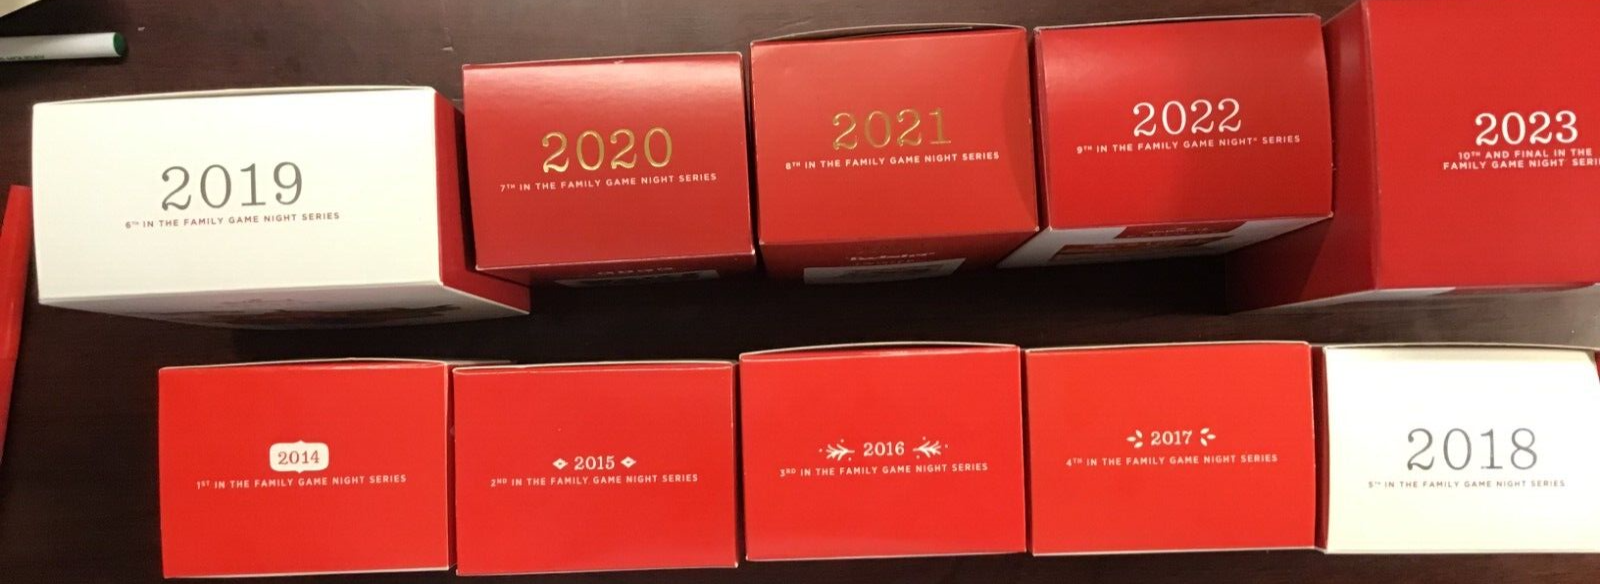 2019
6TH IN THE FAMILY GAME NIGHT SERIES
2020
7TH IN THE FAMILY GAME NIGHT SERIES
2021
8TH IN THE FAMILY GAME NIGHT SERIES
2022
9TH IN THE FAMILY GAME NIGHT® SERIES
2023
10TH AND FINAL IN THE
FAMILY GAME NIGHT SERI
2014
1ST IN THE FAMILY GAME NIGHT SERIES
2015
2ND IN THE FAMILY GAME NIGHT SERIES
2016
3RD IN THE FAMILY GAME NIGHT SERIES
2017
4TH IN THE FAMILY GAME NIGHT SERIES
2018
5TH IN THE FAMILY GAME NIGHT SERIES